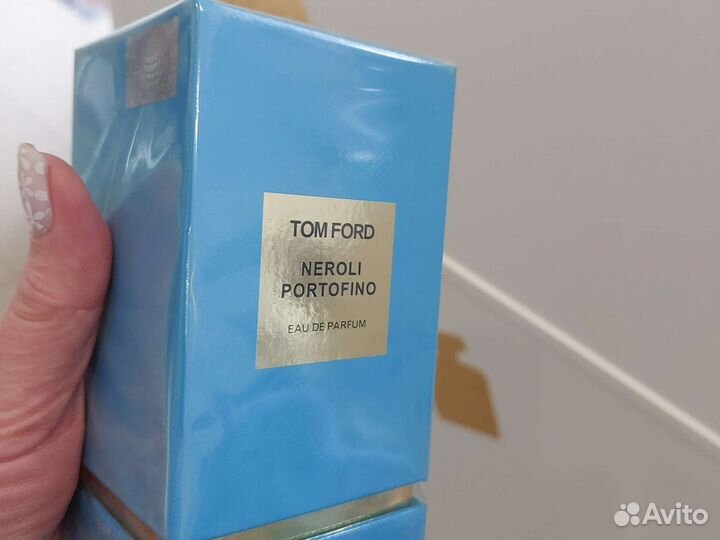 TOM FORD
NEROLI
PORTOFINO
EAU DE PARFUM
Avito